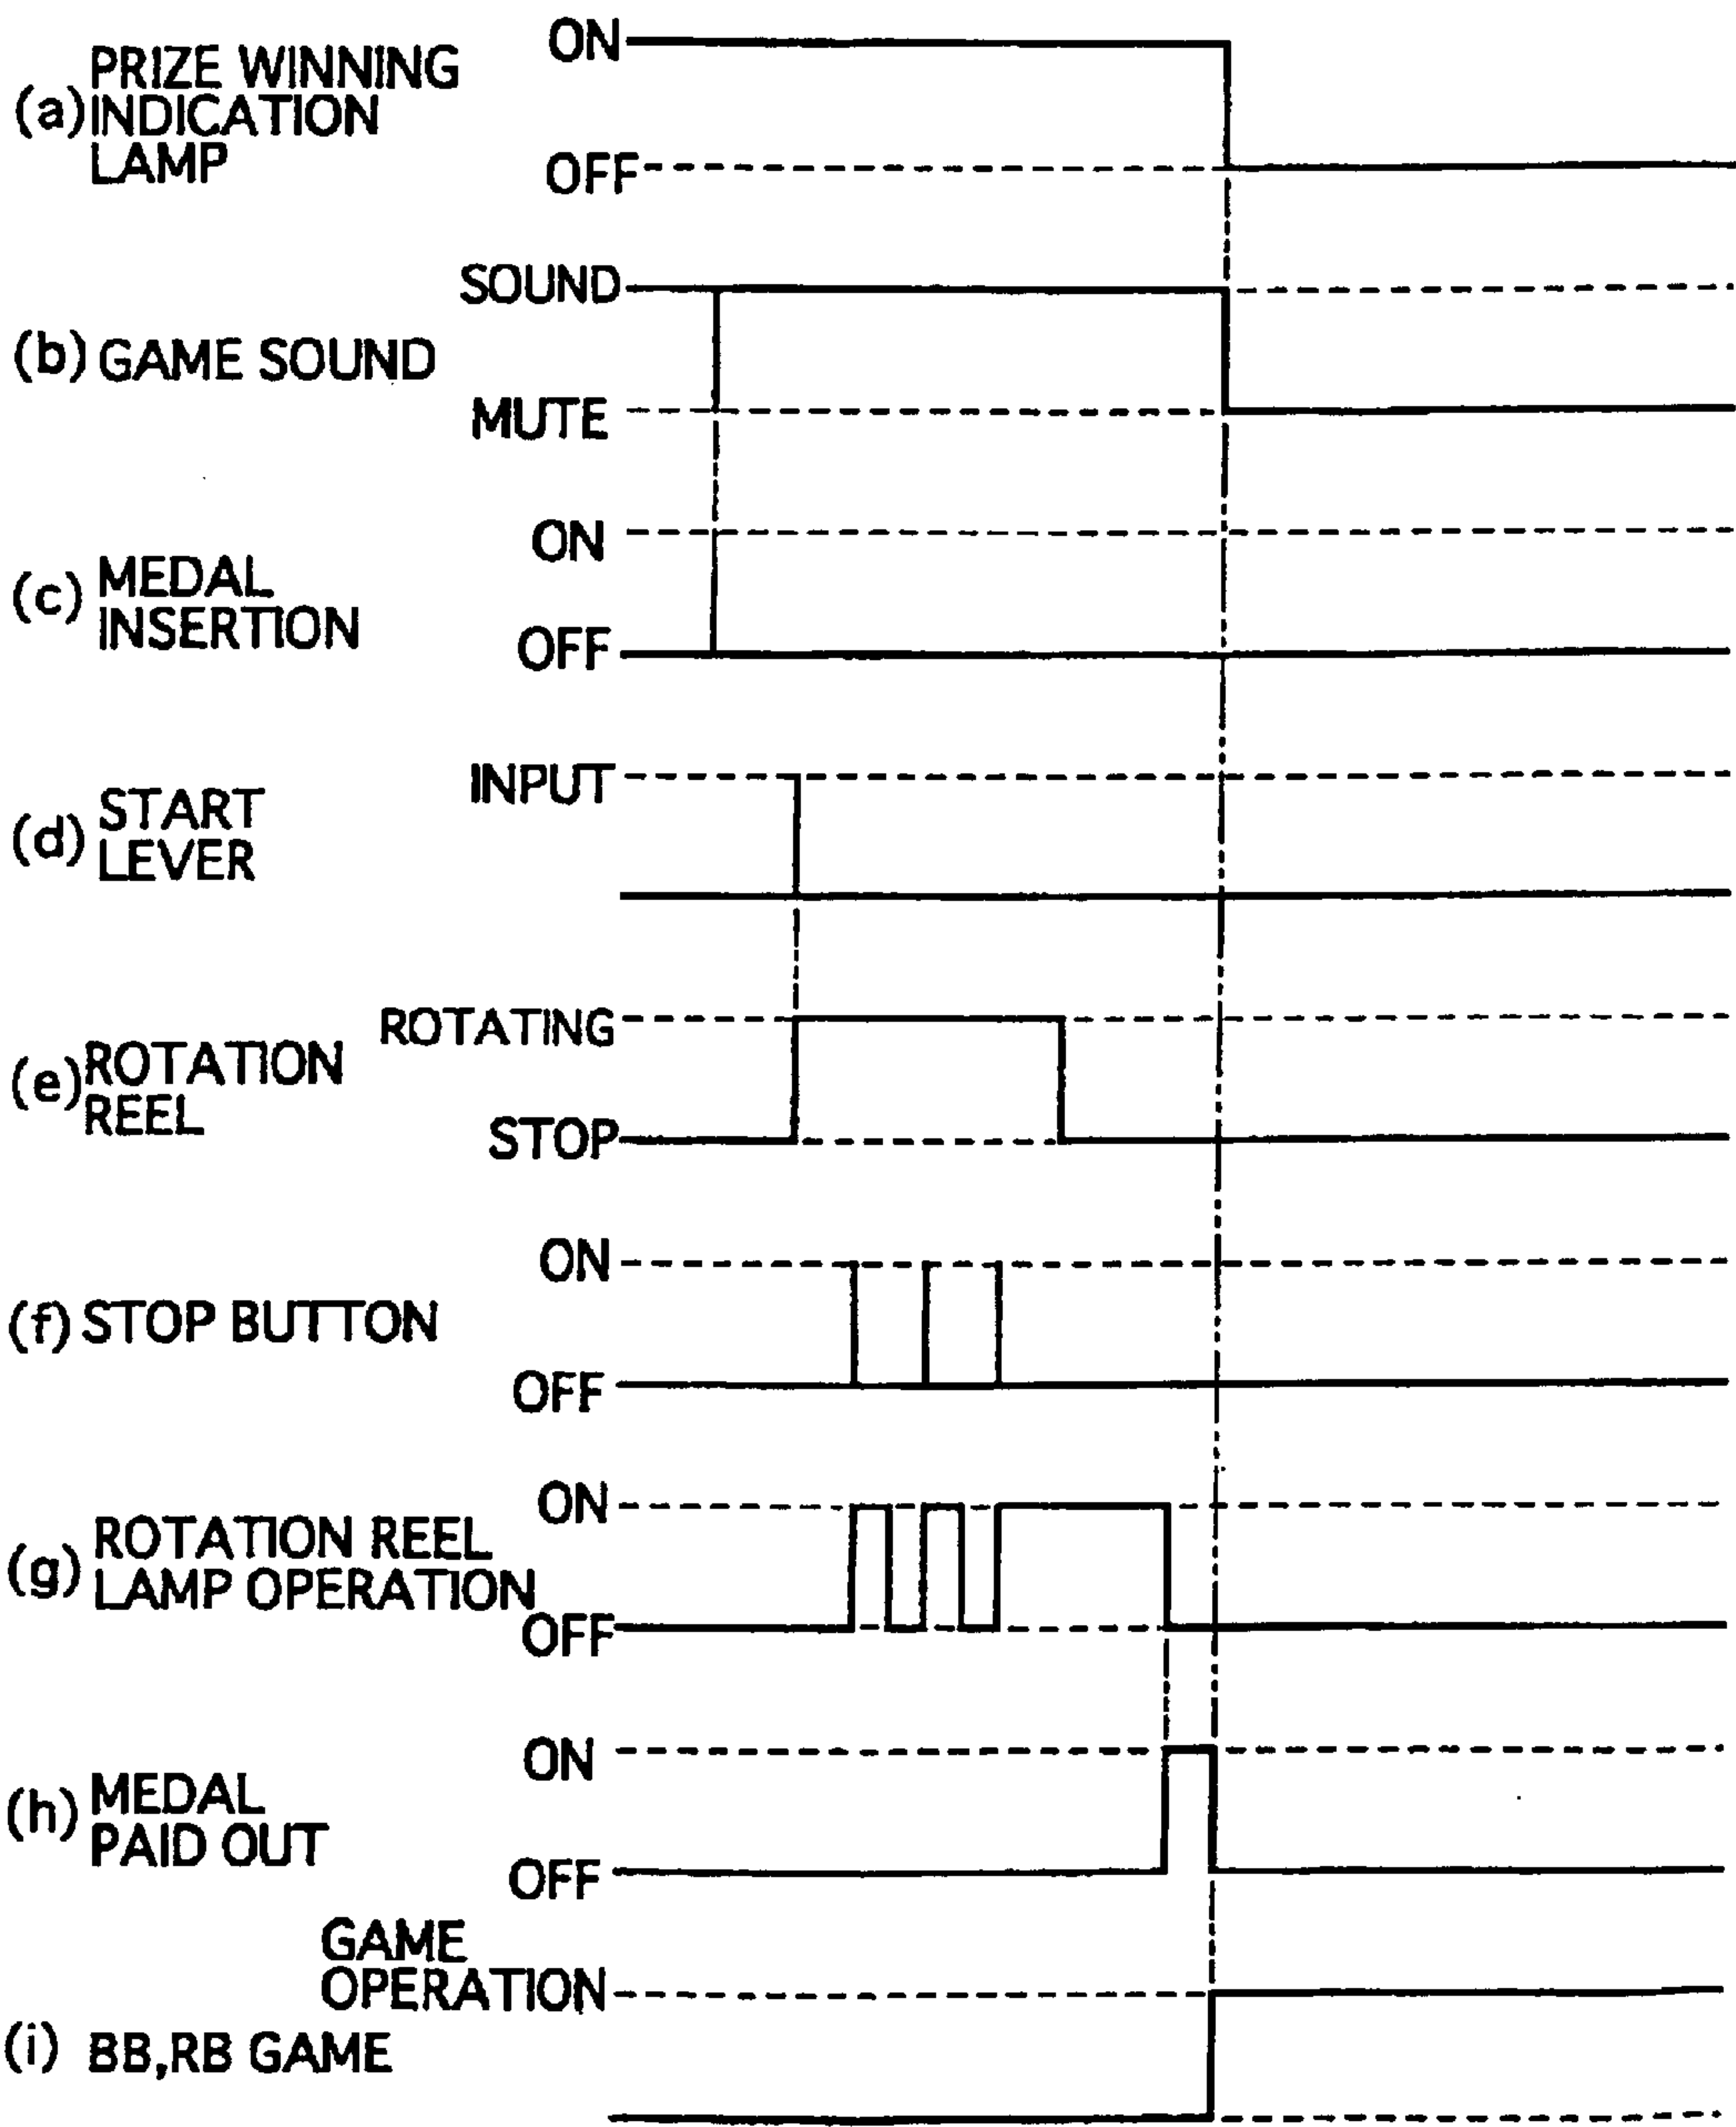 (a) PRIZE WINNING
INDICATION
LAMP
ON
OFF
(b) GAME SOUND
SOUND
MUTE
(c) MEDAL
INSERTION
ON
OFF
(d) START
LEVER
INPUT
(e) ROTATION
REEL
ROTATING
STOP
(f) STOP BUTTON
ON
OFF
(g) ROTATION REEL
LAMP OPERATION
ON
OFF
(h) MEDAL
PAID OUT
ON
OFF
GAME
OPERATION
(i) BB,RB GAME